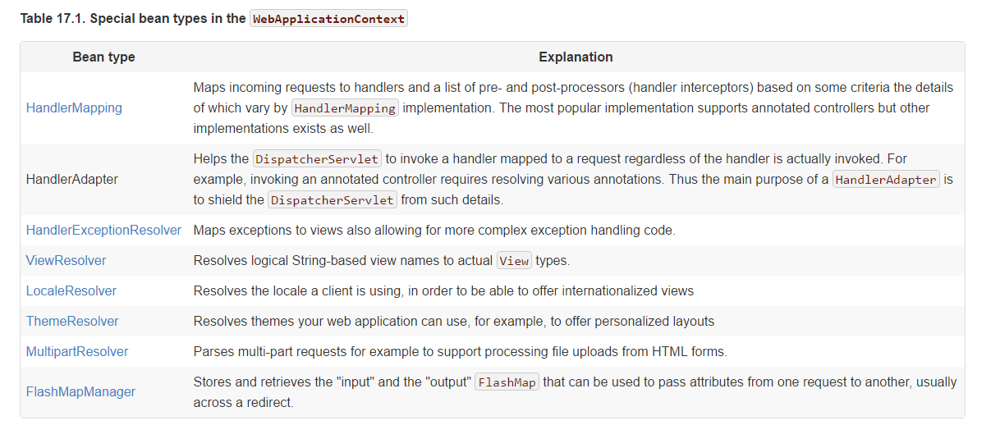 Table 17.1. Special bean types in the WebApplicationContext
Bean type Explanation
HandlerMapping
Maps incoming requests to handlers and a list of pre- and post-processors (handler interceptors) based on some criteria the details
of which vary by HandlerMapping implementation. The most popular implementation supports annotated controllers but other
implementations exists as well.
HandlerAdapter
Helps the DispatcherServlet to invoke a handler mapped to a request regardless of the handler is actually invoked. For
example, invoking an annotated controller requires resolving various annotations. Thus the main purpose of a HandlerAdapter is
to shield the DispatcherServlet from such details.
HandlerExceptionResolver Maps exceptions to views also allowing for more complex exception handling code.
ViewResolver Resolves logical String-based view names to actual View types.
LocaleResolver Resolves the locale a client is using, in order to be able to offer internationalized views
ThemeResolver Resolves themes your web application can use, for example, to offer personalized layouts
MultipartResolver Parses multi-part requests for example to support processing file uploads from HTML forms.
FlashMapManager
Stores and retrieves the "input" and the "output" FlashMap that can be used to pass attributes from one request to another, usually
across a redirect.